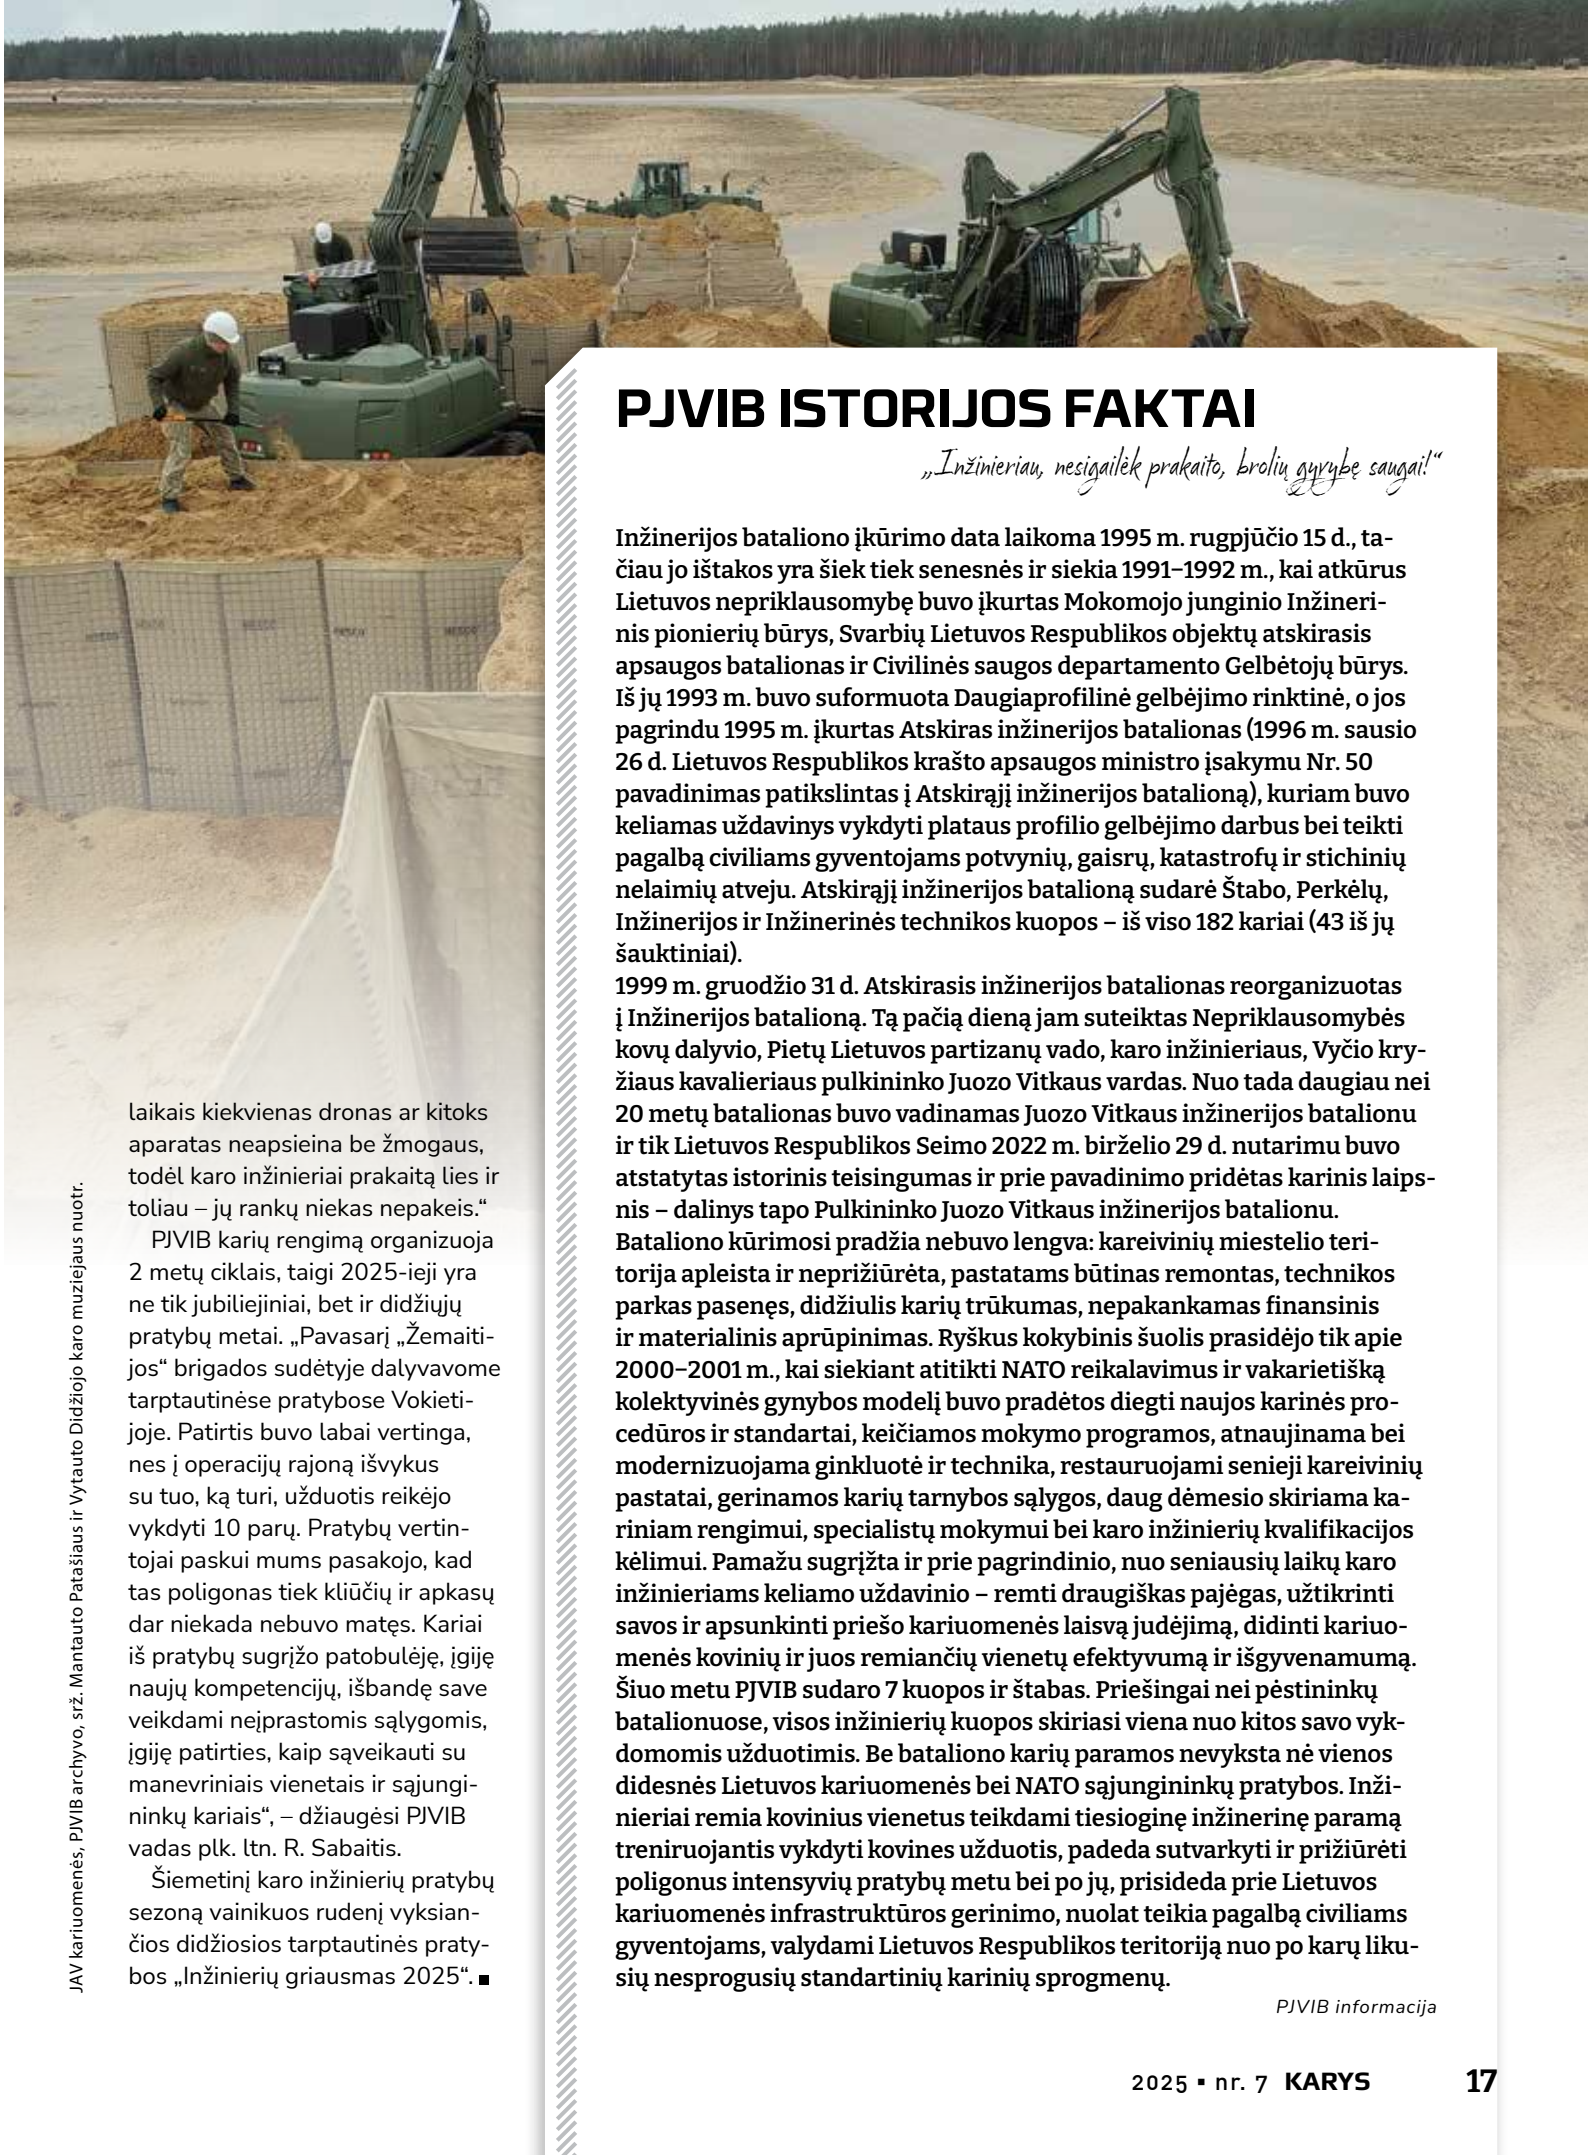 HESCO
laikais kiekvienas dronas ar kitoks
aparatas neapsieina be žmogaus,
todėl karo inžinieriai prakaitą lies ir
toliau – jų rankų niekas nepakeis.“
PJVIB karių rengimą organizuoja
2 metų ciklais, taigi 2025-ieji yra
ne tik jubiliejiniai, bet ir didžiųjų
pratybų metai. „Pavasarį „Žemaiti-
jos“ brigados sudėtyje dalyvavome
tarptautinėse pratybose Vokieti-
joje. Patirtis buvo labai vertinga,
nes į operacijų rajoną išvykus
su tuo, ką turi, užduotis reikėjo
vykdyti 10 parų. Pratybų vertin-
tojai paskui mums pasakojo, kad
tas poligonas tiek kliūčių ir apkasų
dar niekada nebuvo matęs. Kariai
iš pratybų sugrįžo patobulėję, įgiję
naujų kompetencijų, išbandę save
veikdami neįprastomis sąlygomis,
įgiję patirties, kaip sąveikauti su
manevriniais vienetais ir sąjungi-
ninkų kariais“, – džiaugėsi PJVIB
vadas plk. ltn. R. Sabaitis.
Šiemetinį karo inžinierių pratybų
sezoną vainikuos rudenį vyksian-
čios didžiosios tarptautinės praty-
bos „Inžinierių griausmas 2025“. ■
JAV kariuomenės, PJVIB archyvo, srž. Mantauto Patašiaus ir Vytauto Didžiojo karo muziejaus nuotr.
PJVIB ISTORIJOS FAKTAI
„Inžinieriau, nesigailėk prakaito, brolių gyvybę saugai!“
Inžinerijos bataliono įkūrimo data laikoma 1995 m. rugpjūčio 15 d., ta-
čiau jo ištakos yra šiek tiek senesnės ir siekia 1991–1992 m., kai atkūrus
Lietuvos nepriklausomybę buvo įkurtas Mokomojo junginio Inžineri-
nis pionierių būrys, Svarbių Lietuvos Respublikos objektų atskirasis
apsaugos batalionas ir Civilinės saugos departamento Gelbėtojų būrys.
Iš jų 1993 m. buvo suformuota Daugiaprofilinė gelbėjimo rinktinė, o jos
pagrindu 1995 m. įkurtas Atskiras inžinerijos batalionas (1996 m. sausio
26 d. Lietuvos Respublikos krašto apsaugos ministro įsakymu Nr. 50
pavadinimas patikslintas į Atskirąjį inžinerijos batalioną), kuriam buvo
keliamas uždavinys vykdyti plataus profilio gelbėjimo darbus bei teikti
pagalbą civiliams gyventojams potvynių, gaisrų, katastrofų ir stichinių
nelaimių atveju. Atskirąjį inžinerijos batalioną sudarė Štabo, Perkėlų,
Inžinerijos ir Inžinerinės technikos kuopos – iš viso 182 kariai (43 iš jų
šauktiniai).
1999 m. gruodžio 31 d. Atskirasis inžinerijos batalionas reorganizuotas
į Inžinerijos batalioną. Tą pačią dieną jam suteiktas Nepriklausomybės
kovų dalyvio, Pietų Lietuvos partizanų vado, karo inžinieriaus, Vyčio kry-
žiaus kavalieriaus pulkininko Juozo Vitkaus vardas. Nuo tada daugiau nei
20 metų batalionas buvo vadinamas Juozo Vitkaus inžinerijos batalionu
ir tik Lietuvos Respublikos Seimo 2022 m. birželio 29 d. nutarimu buvo
atstatytas istorinis teisingumas ir prie pavadinimo pridėtas karinis laips-
nis – dalinys tapo Pulkininko Juozo Vitkaus inžinerijos batalionu.
Bataliono kūrimosi pradžia nebuvo lengva: kareivinių miestelio teri-
torija apleista ir neprižiūrėta, pastatams būtinas remontas, technikos
parkas pasenęs, didžiulis karių trūkumas, nepakankamas finansinis
ir materialinis aprūpinimas. Ryškus kokybinis šuolis prasidėjo tik apie
2000–2001 m., kai siekiant atitikti NATO reikalavimus ir vakarietišką
kolektyvinės gynybos modelį buvo pradėtos diegti naujos karinės pro-
cedūros ir standartai, keičiamos mokymo programos, atnaujinama bei
modernizuojama ginkluotė ir technika, restauruojami senieji kareivinių
pastatai, gerinamos karių tarnybos sąlygos, daug dėmesio skiriama ka-
riniam rengimui, specialistų mokymui bei karo inžinierių kvalifikacijos
kėlimui. Pamažu sugrįžta ir prie pagrindinio, nuo seniausių laikų karo
inžinieriams keliamo uždavinio – remti draugiškas pajėgas, užtikrinti
savos ir apsunkinti priešo kariuomenės laisvą judėjimą, didinti kariuo-
menės kovinių ir juos remiančių vienetų efektyvumą ir išgyvenamumą.
Šiuo metu PJVIB sudaro 7 kuopos ir štabas. Priešingai nei pėstininkų
batalionuose, visos inžinierių kuopos skiriasi viena nuo kitos savo vyk-
domomis užduotimis. Be bataliono karių paramos nevyksta nė vienos
didesnės Lietuvos kariuomenės bei NATO sąjungininkų pratybos. Inži-
nieriai remia kovinius vienetus teikdami tiesioginę inžinerinę paramą
treniruojantis vykdyti kovines užduotis, padeda sutvarkyti ir prižiūrėti
poligonus intensyvių pratybų metu bei po jų, prisideda prie Lietuvos
kariuomenės infrastruktūros gerinimo, nuolat teikia pagalbą civiliams
gyventojams, valydami Lietuvos Respublikos teritoriją nuo po karų liku-
sių nesprogusių standartinių karinių sprogmenų.
PJVIB informacija
2025 ▪ nr. 7 KARYS 17